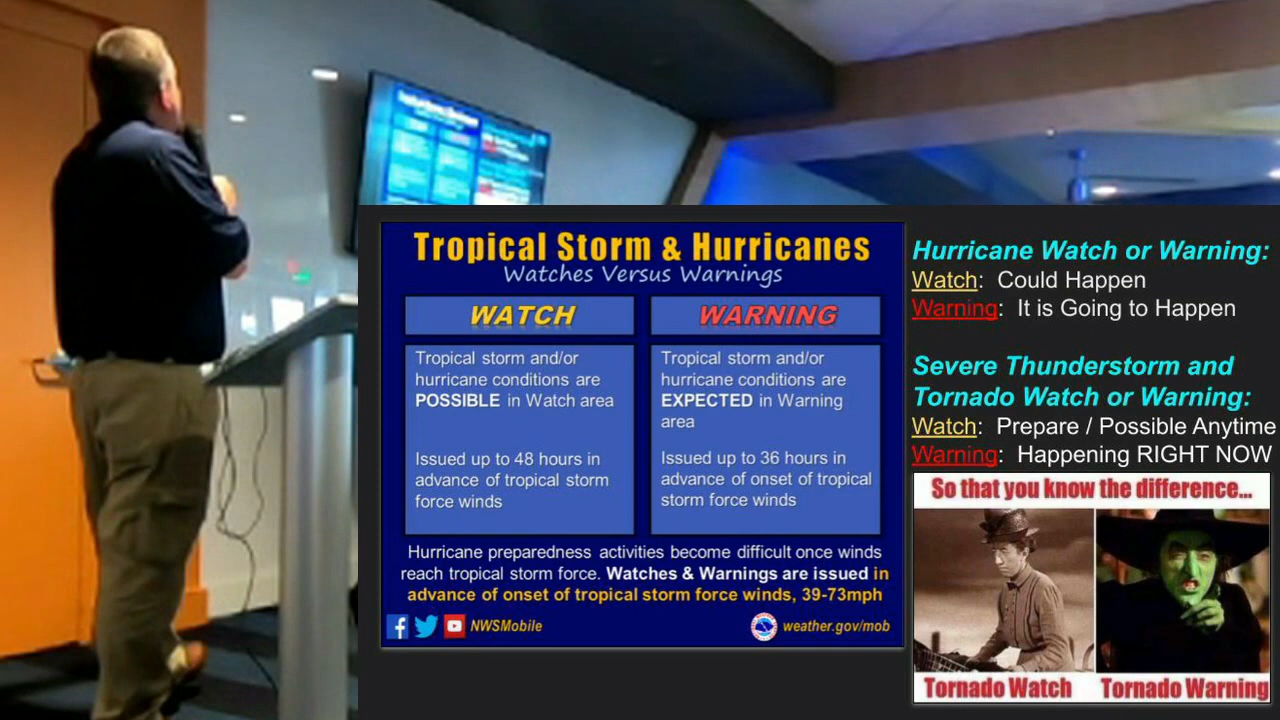 Tropical Storm & Hurricanes
Watches Versus Warnings
WATCH
Tropical storm and/or
hurricane conditions are
POSSIBLE in Watch area
Issued up to 48 hours in
advance of tropical storm
force winds
WARNING
Tropical storm and/or
hurricane conditions are
EXPECTED in Warning
area
Issued up to 36 hours in
advance of onset of tropical
storm force winds
Hurricane preparedness activities become difficult once winds
reach tropical storm force. Watches & Warnings are issued in
advance of onset of tropical storm force winds, 39-73mph
NWSMobile
weather.gov/mob
Hurricane Watch or Warning:
Watch: Could Happen
Warning: It is Going to Happen
Severe Thunderstorm and
Tornado Watch or Warning:
Watch: Prepare / Possible Anytime
Warning: Happening RIGHT NOW
So that you know the difference...
Tornado Watch
Tornado Warning